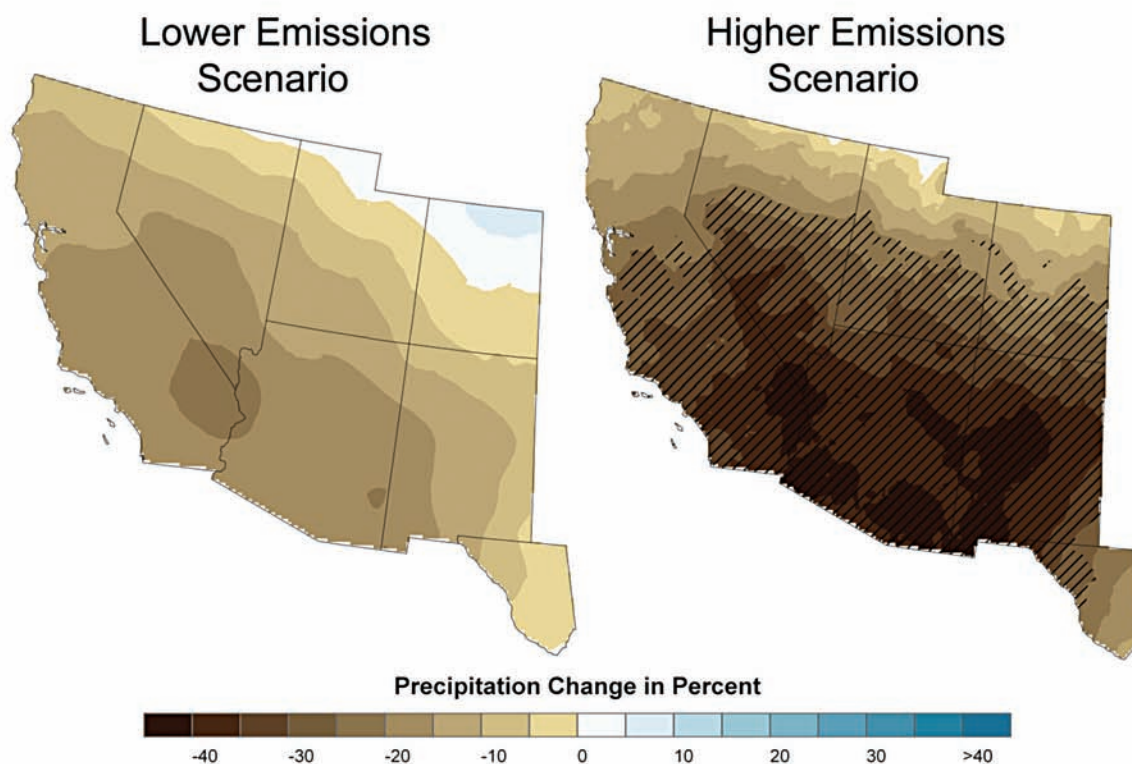 Lower Emissions
Scenario
Higher Emissions
Scenario
Precipitation Change in Percent
-40 -30 -20 -10 0 10 20 30 >40